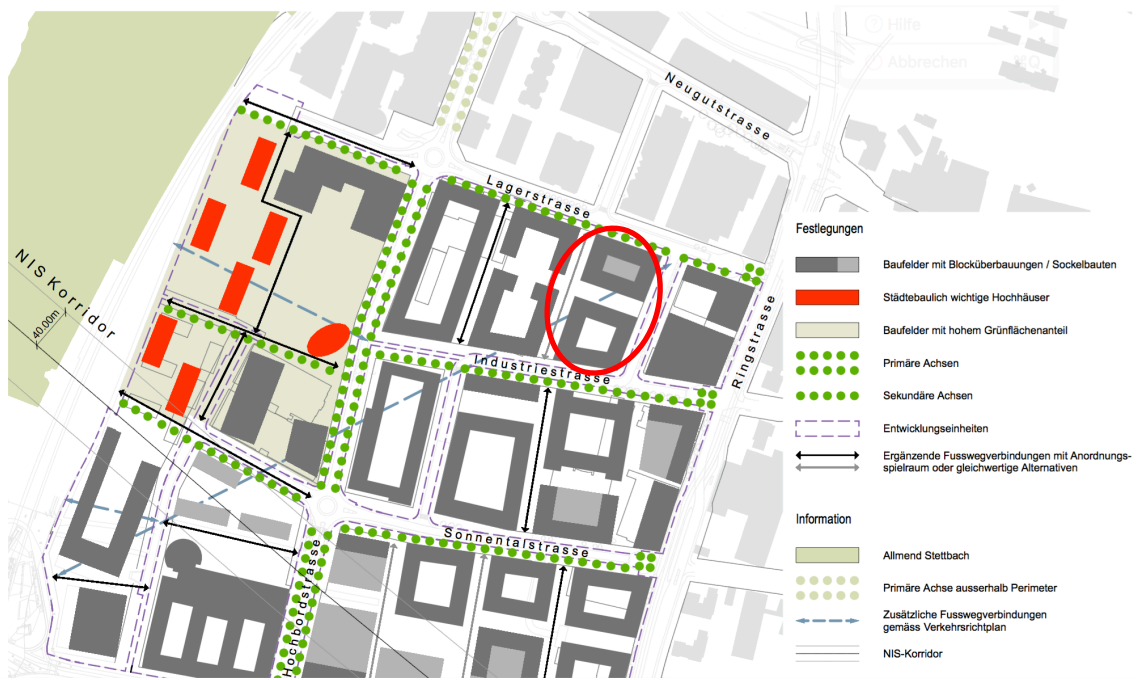 Hilfe
Abbrechen
Neugutstrasse
Lagerstrasse
NIS Korridor
40.00m
Industriestrasse
Ringstrasse
Sonnentalstrasse
Hochbordstrasse
Festlegungen
Baufelder mit Blocküberbauungen / Sockelbauten
Städtebaulich wichtige Hochhäuser
Baufelder mit hohem Grünflächenanteil
Primäre Achsen
Sekundäre Achsen
Entwicklungseinheiten
Ergänzende Fusswegverbindungen mit Anordnungs-
spielraum oder gleichwertige Alternativen
Information
Allmend Stettbach
Primäre Achse ausserhalb Perimeter
Zusätzliche Fusswegverbindungen
gemäss Verkehrsrichtplan
NIS-Korridor